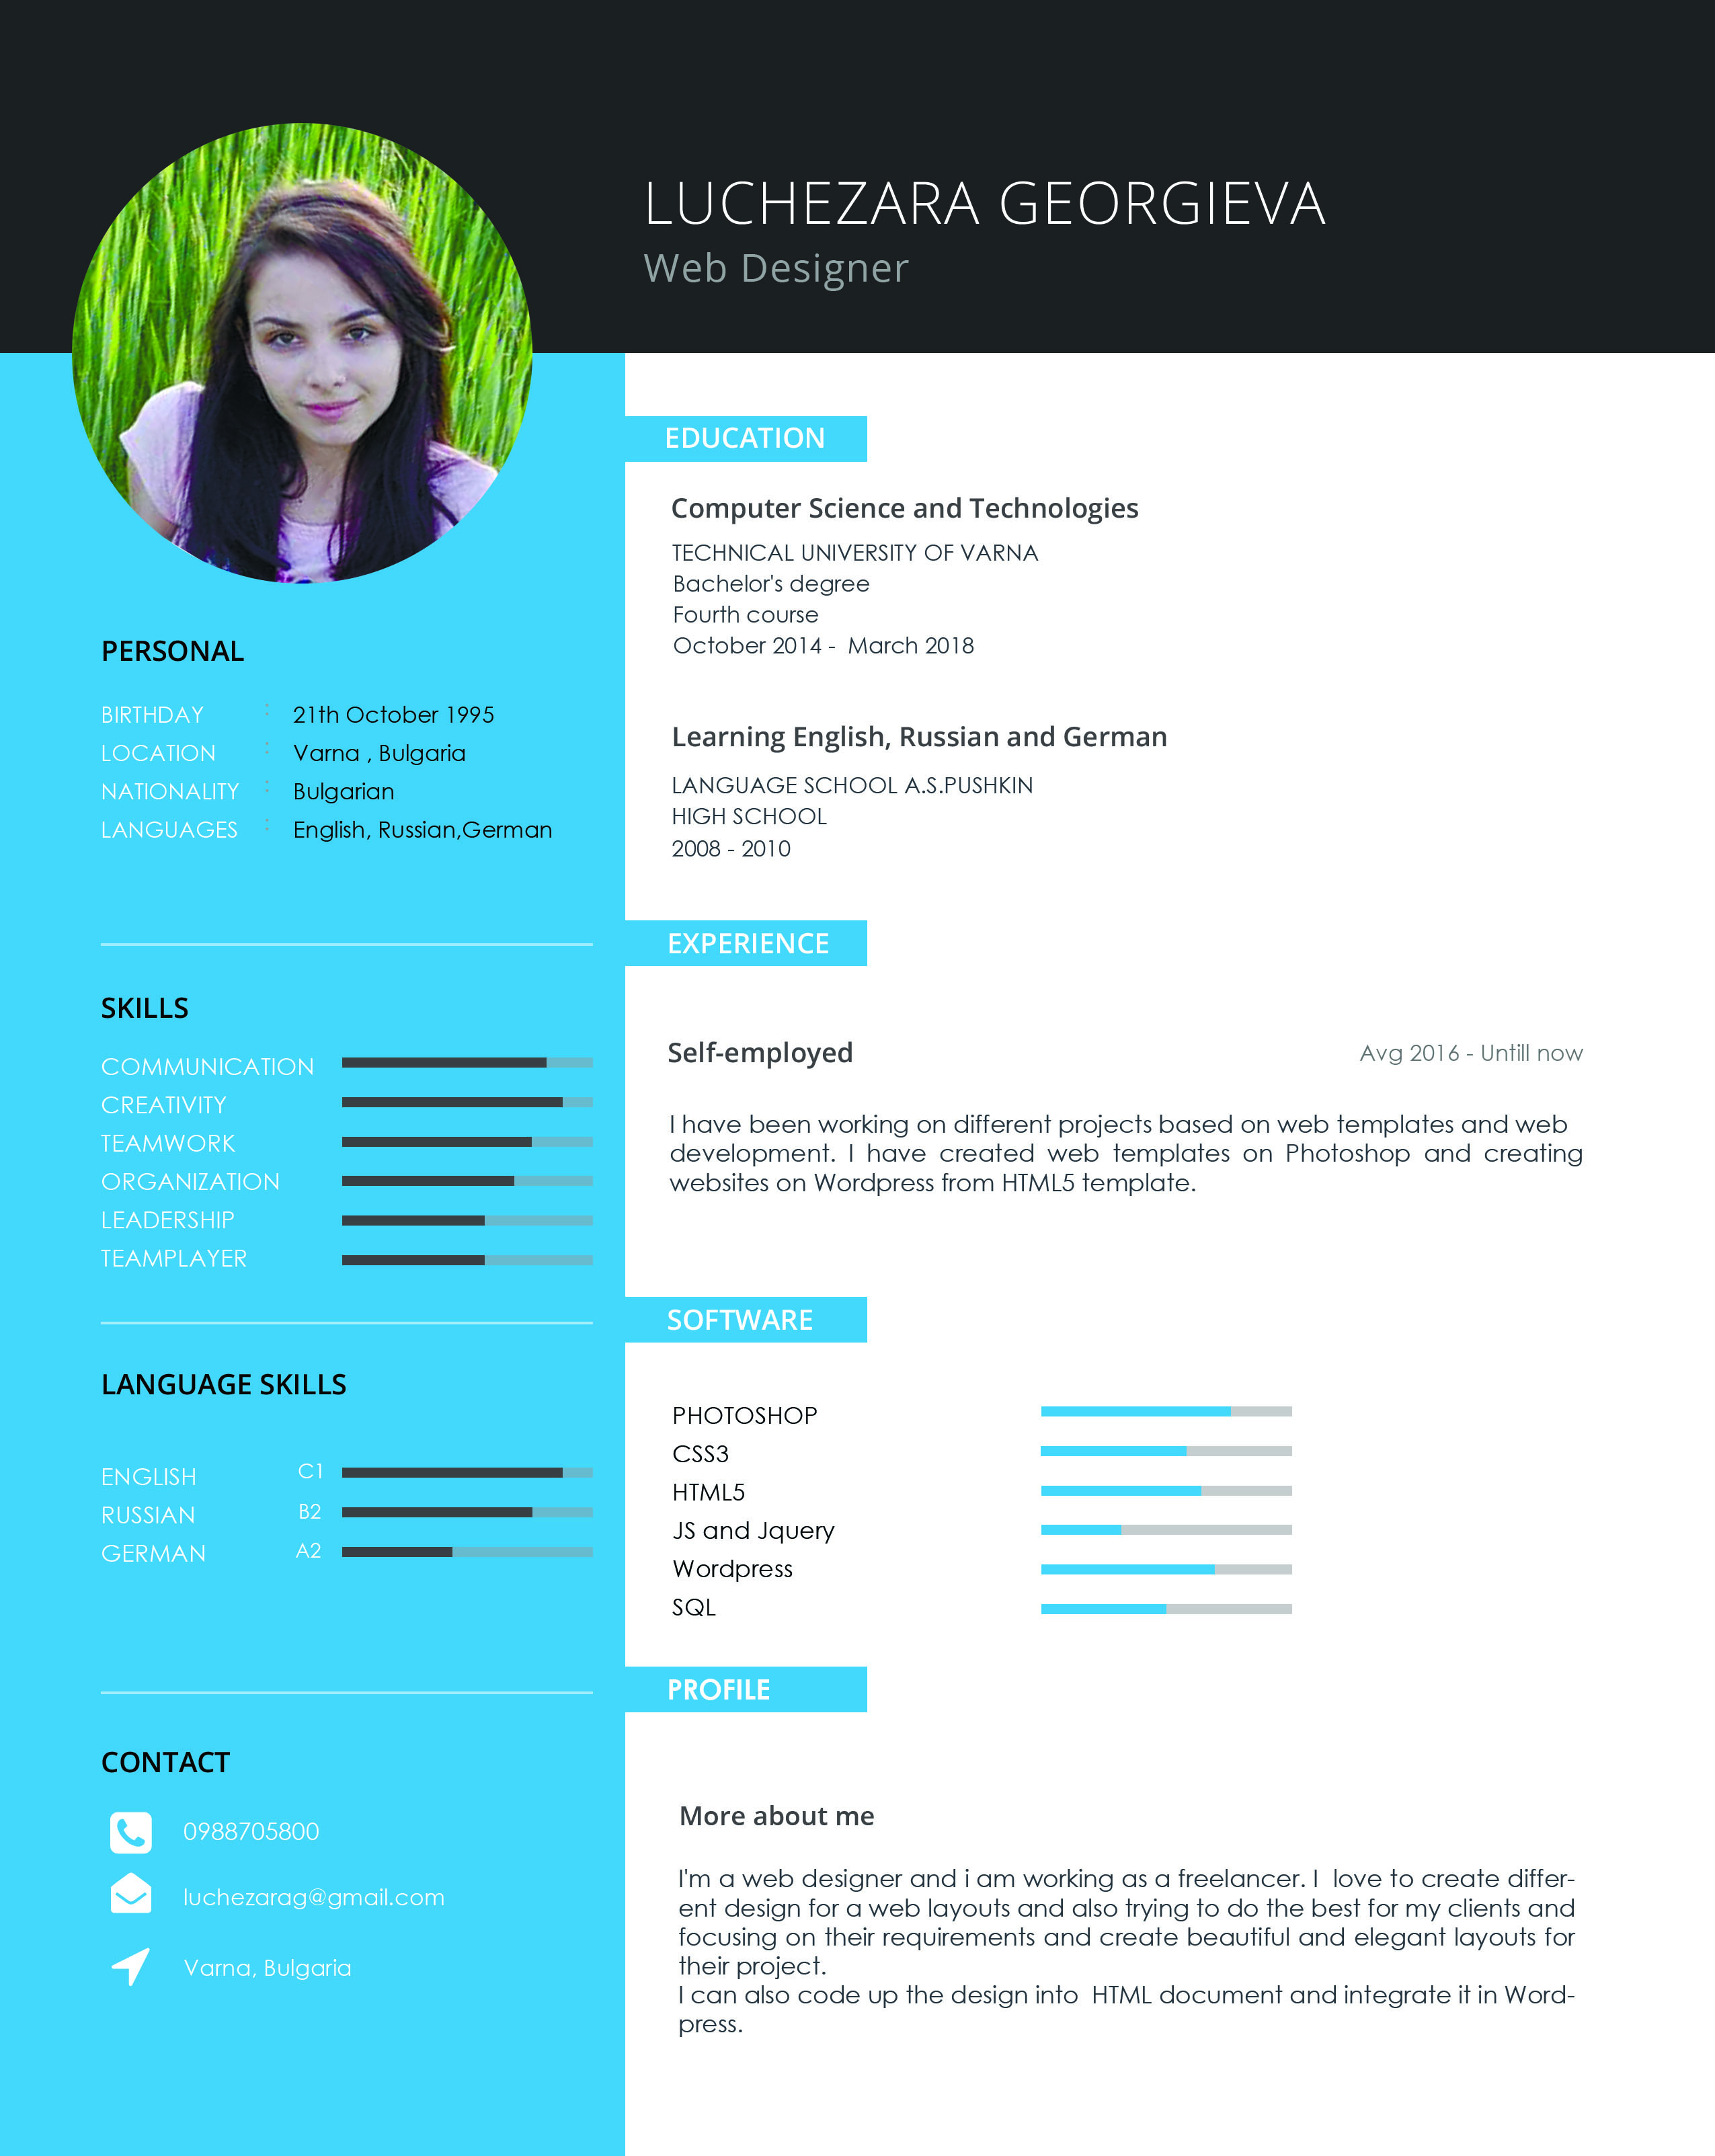 LUCHEZARA GEORGIEVA
Web Designer
PERSONAL
BIRTHDAY : 21th October 1995
LOCATION : Varna , Bulgaria
NATIONALITY : Bulgarian
LANGUAGES : English, Russian,German
SKILLS
COMMUNICATION
CREATIVITY
TEAMWORK
ORGANIZATION
LEADERSHIP
TEAMPLAYER
LANGUAGE SKILLS
ENGLISH C1
RUSSIAN B2
GERMAN A2
CONTACT
0988705800
luchezarag@gmail.com
Varna, Bulgaria
EDUCATION
Computer Science and Technologies
TECHNICAL UNIVERSITY OF VARNA
Bachelor's degree
Fourth course
October 2014 - March 2018
Learning English, Russian and German
LANGUAGE SCHOOL A.S.PUSHKIN
HIGH SCHOOL
2008 - 2010
EXPERIENCE
Self-employed Avg 2016 - Untill now
I have been working on different projects based on web templates and web
development. I have created web templates on Photoshop and creating
websites on Wordpress from HTML5 template.
SOFTWARE
PHOTOSHOP
CSS3
HTML5
JS and Jquery
Wordpress
SQL
PROFILE
More about me
I'm a web designer and i am working as a freelancer. I love to create differ-
ent design for a web layouts and also trying to do the best for my clients and
focusing on their requirements and create beautiful and elegant layouts for
their project.
I can also code up the design into HTML document and integrate it in Word-
press.